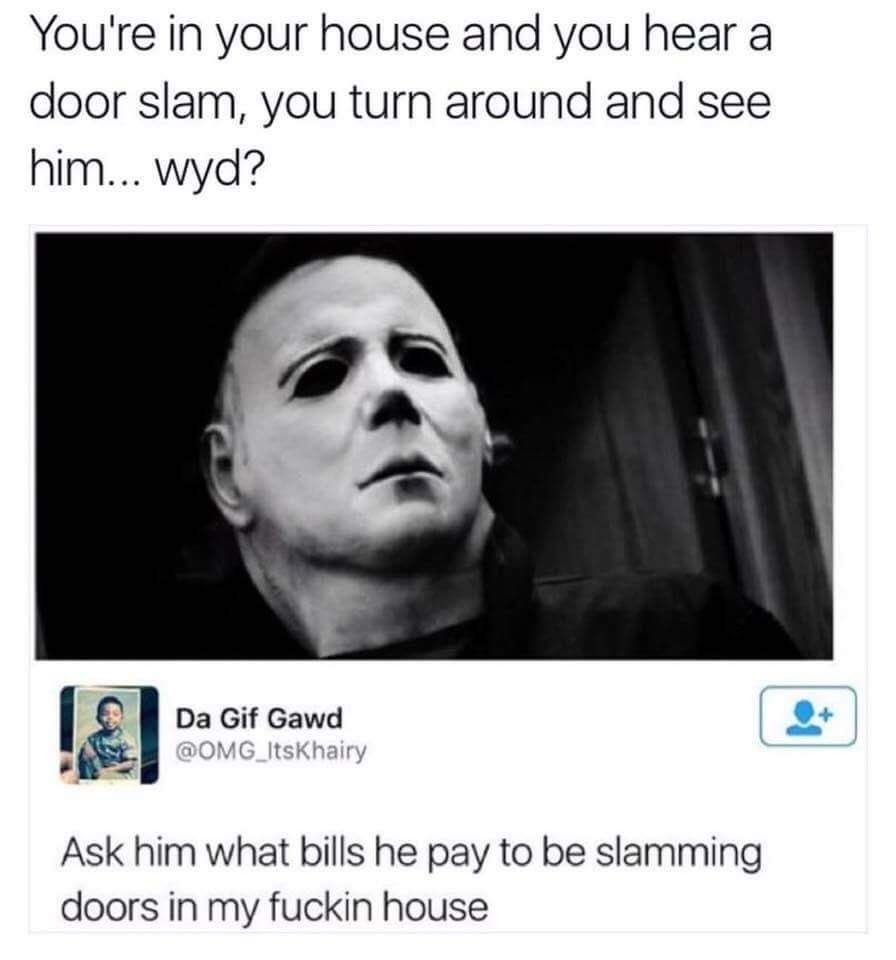 You're in your house and you hear a
door slam, you turn around and see
him... wyd?
Da Gif Gawd
@OMG_ItsKhairy
Ask him what bills he pay to be slamming
doors in my fuckin house